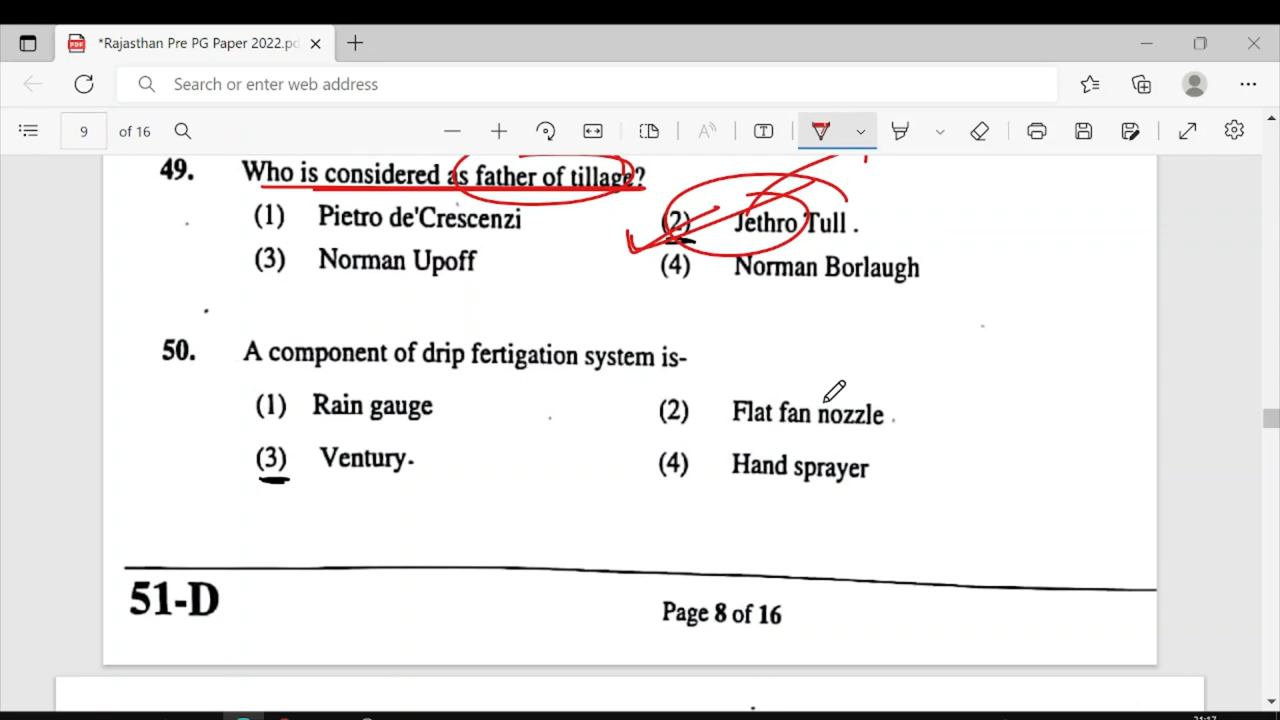 *Rajasthan Pre PG Paper 2022.pd
Search or enter web address
9 of 16
49. Who is considered as father of tillage?
(1) Pietro de'Crescenzi (2) Jethro Tull .
(3) Norman Upoff (4) Norman Borlaugh
50. A component of drip fertigation system is-
(1) Rain gauge (2) Flat fan nozzle .
(3) Ventury. (4) Hand sprayer
51-D
Page 8 of 16